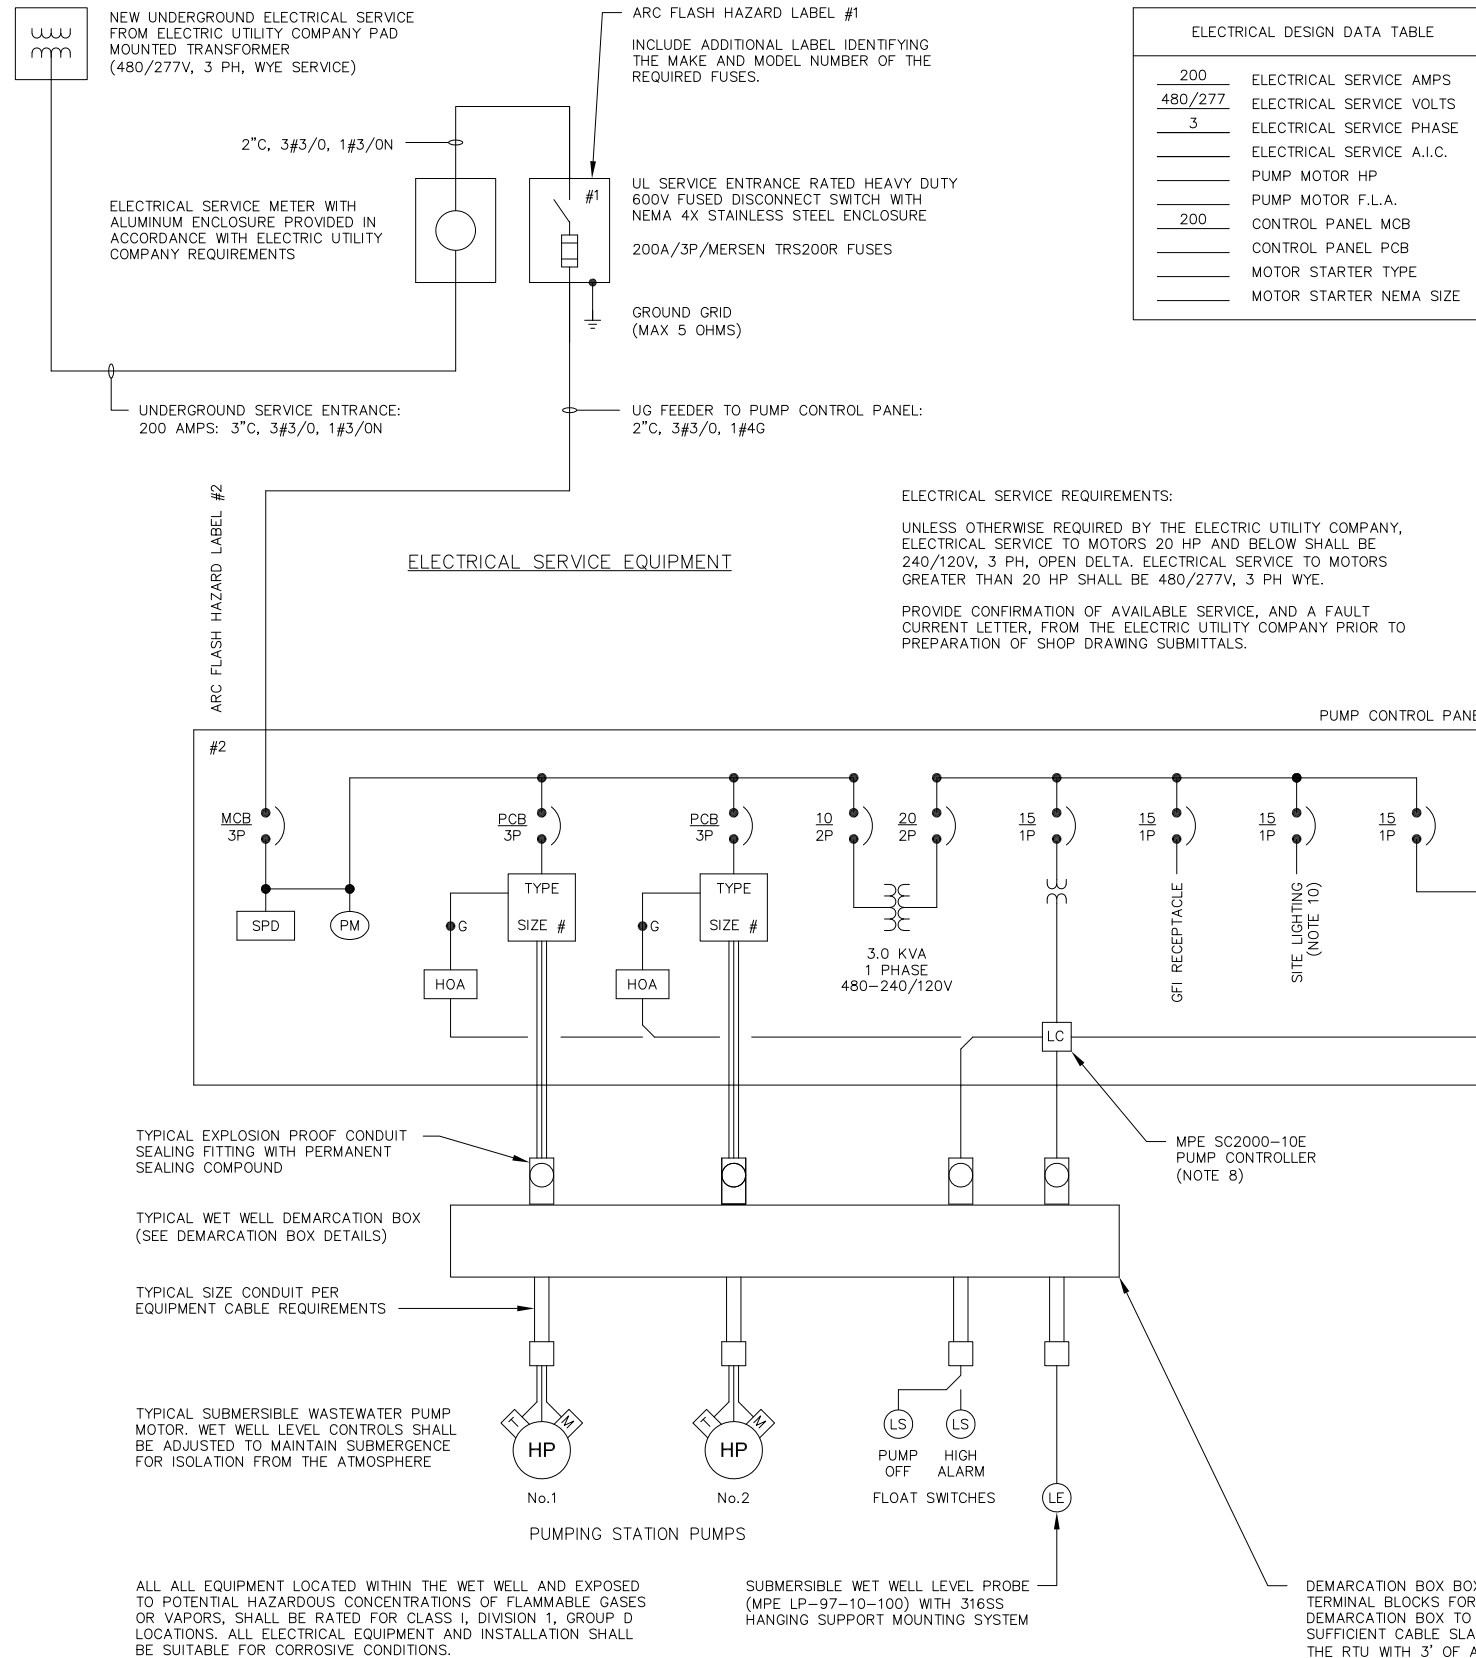 NEW UNDERGROUND ELECTRICAL SERVICE
FROM ELECTRIC UTILITY COMPANY PAD
MOUNTED TRANSFORMER
(480/277V, 3 PH, WYE SERVICE)
ARC FLASH HAZARD LABEL #1
INCLUDE ADDITIONAL LABEL IDENTIFYING
THE MAKE AND MODEL NUMBER OF THE
REQUIRED FUSES.
ELECTRICAL DESIGN DATA TABLE
200 ELECTRICAL SERVICE AMPS
480/277 ELECTRICAL SERVICE VOLTS
3 ELECTRICAL SERVICE PHASE
ELECTRICAL SERVICE A.I.C.
PUMP MOTOR HP
PUMP MOTOR F.L.A.
200 CONTROL PANEL MCB
CONTROL PANEL PCB
MOTOR STARTER TYPE
MOTOR STARTER NEMA SIZE
2"C, 3#3/0, 1#3/0N
#1
ELECTRICAL SERVICE METER WITH
ALUMINUM ENCLOSURE PROVIDED IN
ACCORDANCE WITH ELECTRIC UTILITY
COMPANY REQUIREMENTS
UL SERVICE ENTRANCE RATED HEAVY DUTY
600V FUSED DISCONNECT SWITCH WITH
NEMA 4X STAINLESS STEEL ENCLOSURE
200A/3P/MERSEN TRS200R FUSES
GROUND GRID
(MAX 5 OHMS)
UNDERGROUND SERVICE ENTRANCE:
200 AMPS: 3"C, 3#3/0, 1#3/0N
UG FEEDER TO PUMP CONTROL PANEL:
2"C, 3#3/0, 1#4G
ARC FLASH HAZARD LABEL #2
ELECTRICAL SERVICE EQUIPMENT
ELECTRICAL SERVICE REQUIREMENTS:
UNLESS OTHERWISE REQUIRED BY THE ELECTRIC UTILITY COMPANY,
ELECTRICAL SERVICE TO MOTORS 20 HP AND BELOW SHALL BE
240/120V, 3 PH, OPEN DELTA. ELECTRICAL SERVICE TO MOTORS
GREATER THAN 20 HP SHALL BE 480/277V, 3 PH WYE.
PROVIDE CONFIRMATION OF AVAILABLE SERVICE, AND A FAULT
CURRENT LETTER, FROM THE ELECTRIC UTILITY COMPANY PRIOR TO
PREPARATION OF SHOP DRAWING SUBMITTALS.
PUMP CONTROL PANE
#2
MCB
3P
PCB
3P
PCB
3P
10
2P
20
2P
15
1P
15
1P
15
1P
15
1P
SPD
PM
TYPE
SIZE #
G
HOA
TYPE
SIZE #
G
HOA
3.0 KVA
1 PHASE
480-240/120V
GFI RECEPTACLE
SITE LIGHTING
(NOTE 10)
LC
TYPICAL EXPLOSION PROOF CONDUIT
SEALING FITTING WITH PERMANENT
SEALING COMPOUND
MPE SC2000-10E
PUMP CONTROLLER
(NOTE 8)
TYPICAL WET WELL DEMARCATION BOX
(SEE DEMARCATION BOX DETAILS)
TYPICAL SIZE CONDUIT PER
EQUIPMENT CABLE REQUIREMENTS
TYPICAL SUBMERSIBLE WASTEWATER PUMP
MOTOR. WET WELL LEVEL CONTROLS SHALL
BE ADJUSTED TO MAINTAIN SUBMERGENCE
FOR ISOLATION FROM THE ATMOSPHERE
T
M
HP
No.1
T
M
HP
No.2
PUMPING STATION PUMPS
LS
PUMP
OFF
LS
HIGH
ALARM
FLOAT SWITCHES
LE
ALL ALL EQUIPMENT LOCATED WITHIN THE WET WELL AND EXPOSED
TO POTENTIAL HAZARDOUS CONCENTRATIONS OF FLAMMABLE GASES
OR VAPORS, SHALL BE RATED FOR CLASS I, DIVISION 1, GROUP D
LOCATIONS. ALL ELECTRICAL EQUIPMENT AND INSTALLATION SHALL
BE SUITABLE FOR CORROSIVE CONDITIONS.
SUBMERSIBLE WET WELL LEVEL PROBE
(MPE LP-97-10-100) WITH 316SS
HANGING SUPPORT MOUNTING SYSTEM
DEMARCATION BOX BOX
TERMINAL BLOCKS FOR
DEMARCATION BOX TO
SUFFICIENT CABLE SLA
THE RTU WITH 3' OF A